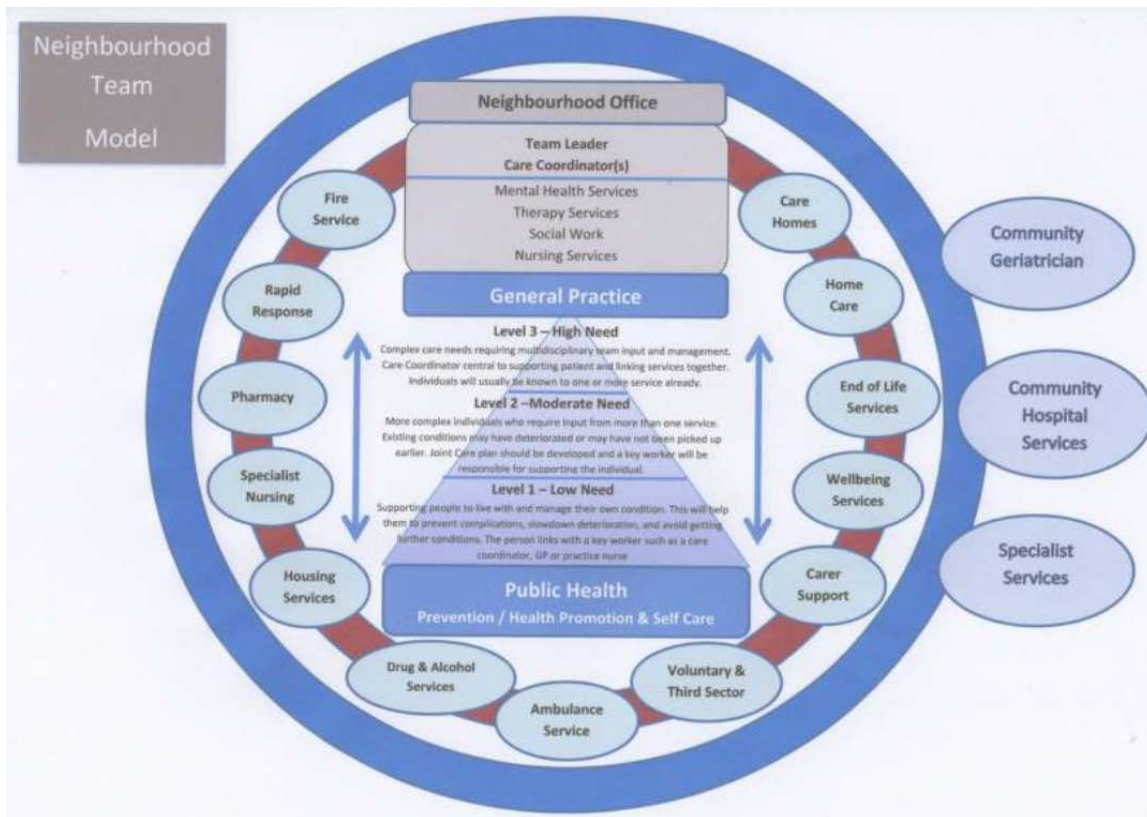 Neighbourhood
Team
Model
Neighbourhood Office
Team Leader
Care Coordinator(s)
Mental Health Services
Therapy Services
Social Work
Nursing Services
General Practice
Level 3 – High Need
Complex care needs requiring multidisciplinary team input and management.
Care Coordinator central to supporting patient and linking services together.
Individuals will usually be known to one or more service already.
Level 2 –Moderate Need
More complex individuals who require input from more than one service.
Existing conditions may have deteriorated or may have not been picked up
earlier. Joint Care plan should be developed and a key worker will be
responsible for supporting the individual.
Level 1 – Low Need
Supporting people to live with and manage their own condition. This will help
them to prevent complications, slowdown deterioration, and avoid getting
further conditions. The person links with a key worker such as a care
coordinator, GP or practice nurse
Public Health
Prevention / Health Promotion & Self Care
Fire
Service
Rapid
Response
Pharmacy
Specialist
Nursing
Housing
Services
Drug & Alcohol
Services
Ambulance
Service
Voluntary &
Third Sector
Carer
Support
Wellbeing
Services
End of Life
Services
Home
Care
Care
Homes
Community
Geriatrician
Community
Hospital
Services
Specialist
Services